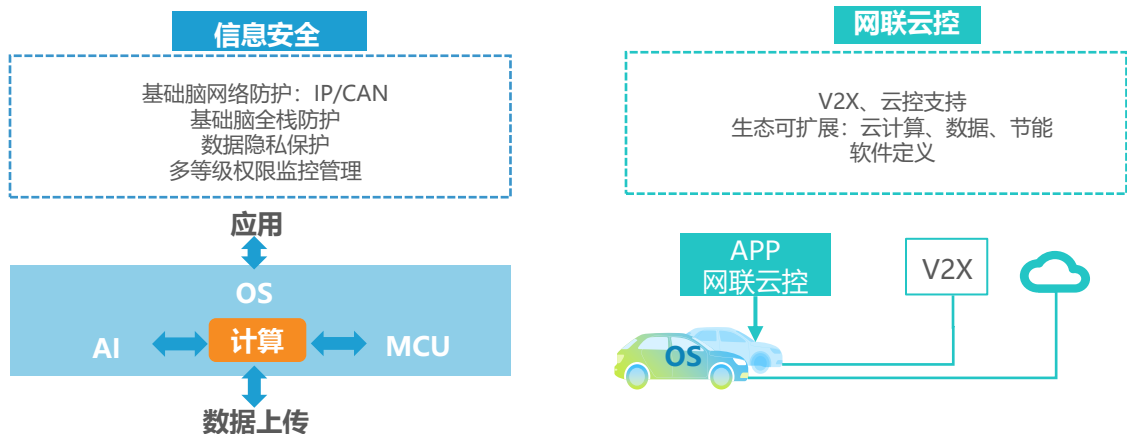 信息安全
基础脑网络防护：IP/CAN
基础脑全栈防护
数据隐私保护
多等级权限监控管理
应用
OS
AI
计算
MCU
数据上传
网联云控
V2X、云控支持
生态可扩展：云计算、数据、节能
软件定义
APP
网联云控
V2X
OS